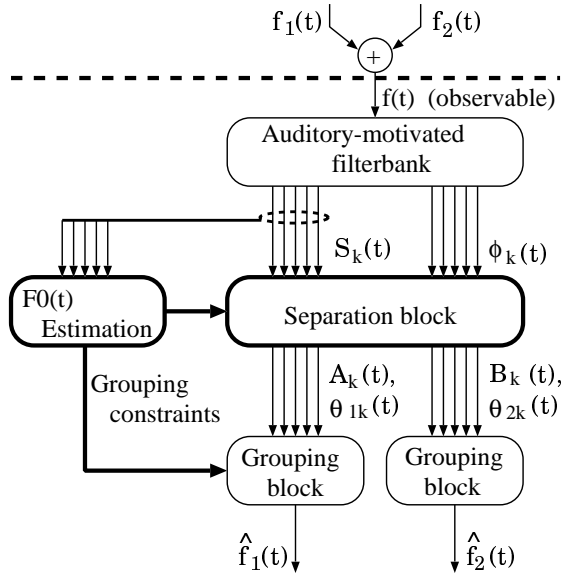 f₁(t) f₂(t)
+
f(t) (observable)
Auditory-motivated
filterbank
Sₖ(t) ϕₖ(t)
F0(t)
Estimation
Separation block
Grouping
constraints
Aₖ(t),
θ₁ₖ(t)
Bₖ(t),
θ₂ₖ(t)
Grouping
block
Grouping
block
f̂₁(t) f̂₂(t)